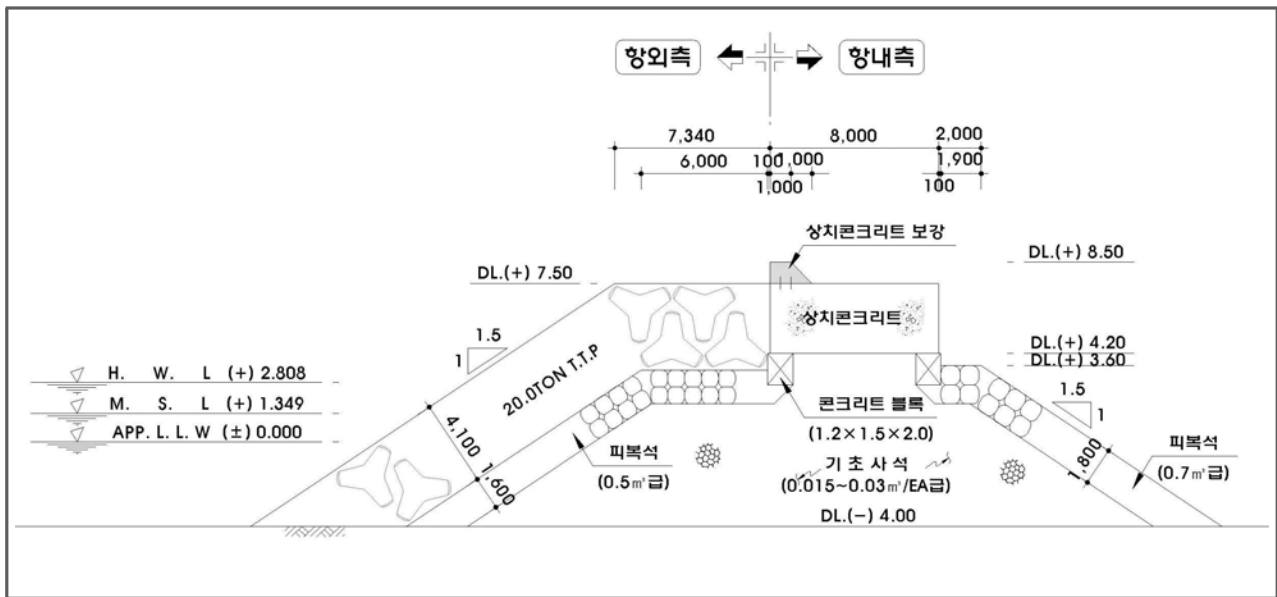 항외측 항내측
7,340 8,000 2,000
6,000 100 1,000 1,900
1,000 100
상치콘크리트 보강
DL.(+) 8.50
DL.(+) 7.50
상치콘크리트
1.5
1
DL.(+) 4.20
DL.(+) 3.60
H. W. L (+) 2.808
M. S. L (+) 1.349
APP. L. L. W (±) 0.000
20.0TON T.T.P
1.5
1
콘크리트 블록
(1.2×1.5×2.0)
4,100
1,600
피복석
(0.5㎥급)
기초사석
(0.015~0.03㎥/EA급)
1,800
피복석
(0.7㎥급)
DL.(−) 4.00